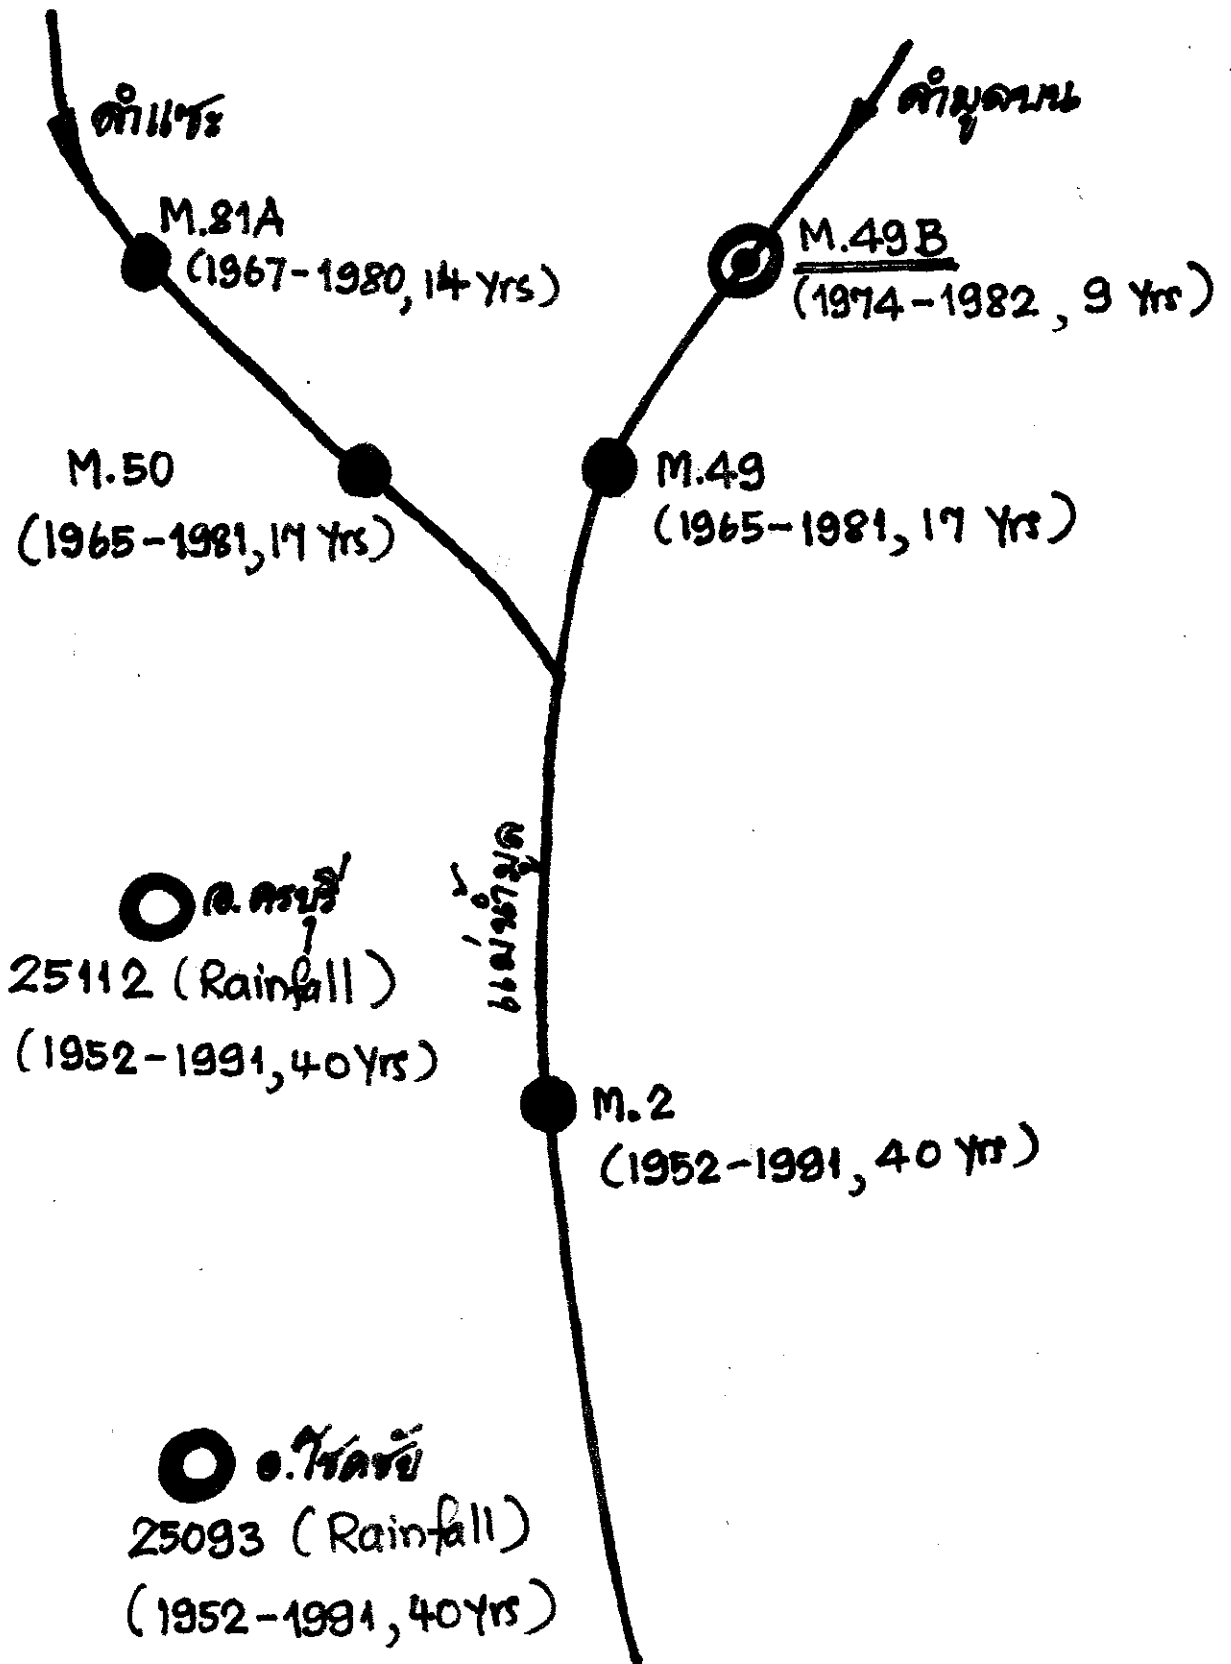 ลำแชะ
ลำมูลบน
M.81A
(1967-1980, 14 yrs)
M.49B
(1974-1982, 9 yrs)
M.50
(1965-1981, 17 yrs)
M.49
(1965-1981, 17 yrs)
แม่น้ำมูล
อ. ครบุรี
25112 (Rainfall)
(1952-1991, 40 yrs)
M.2
(1952-1991, 40 yrs)
อ. โชคชัย
25093 (Rainfall)
(1952-1991, 40 yrs)